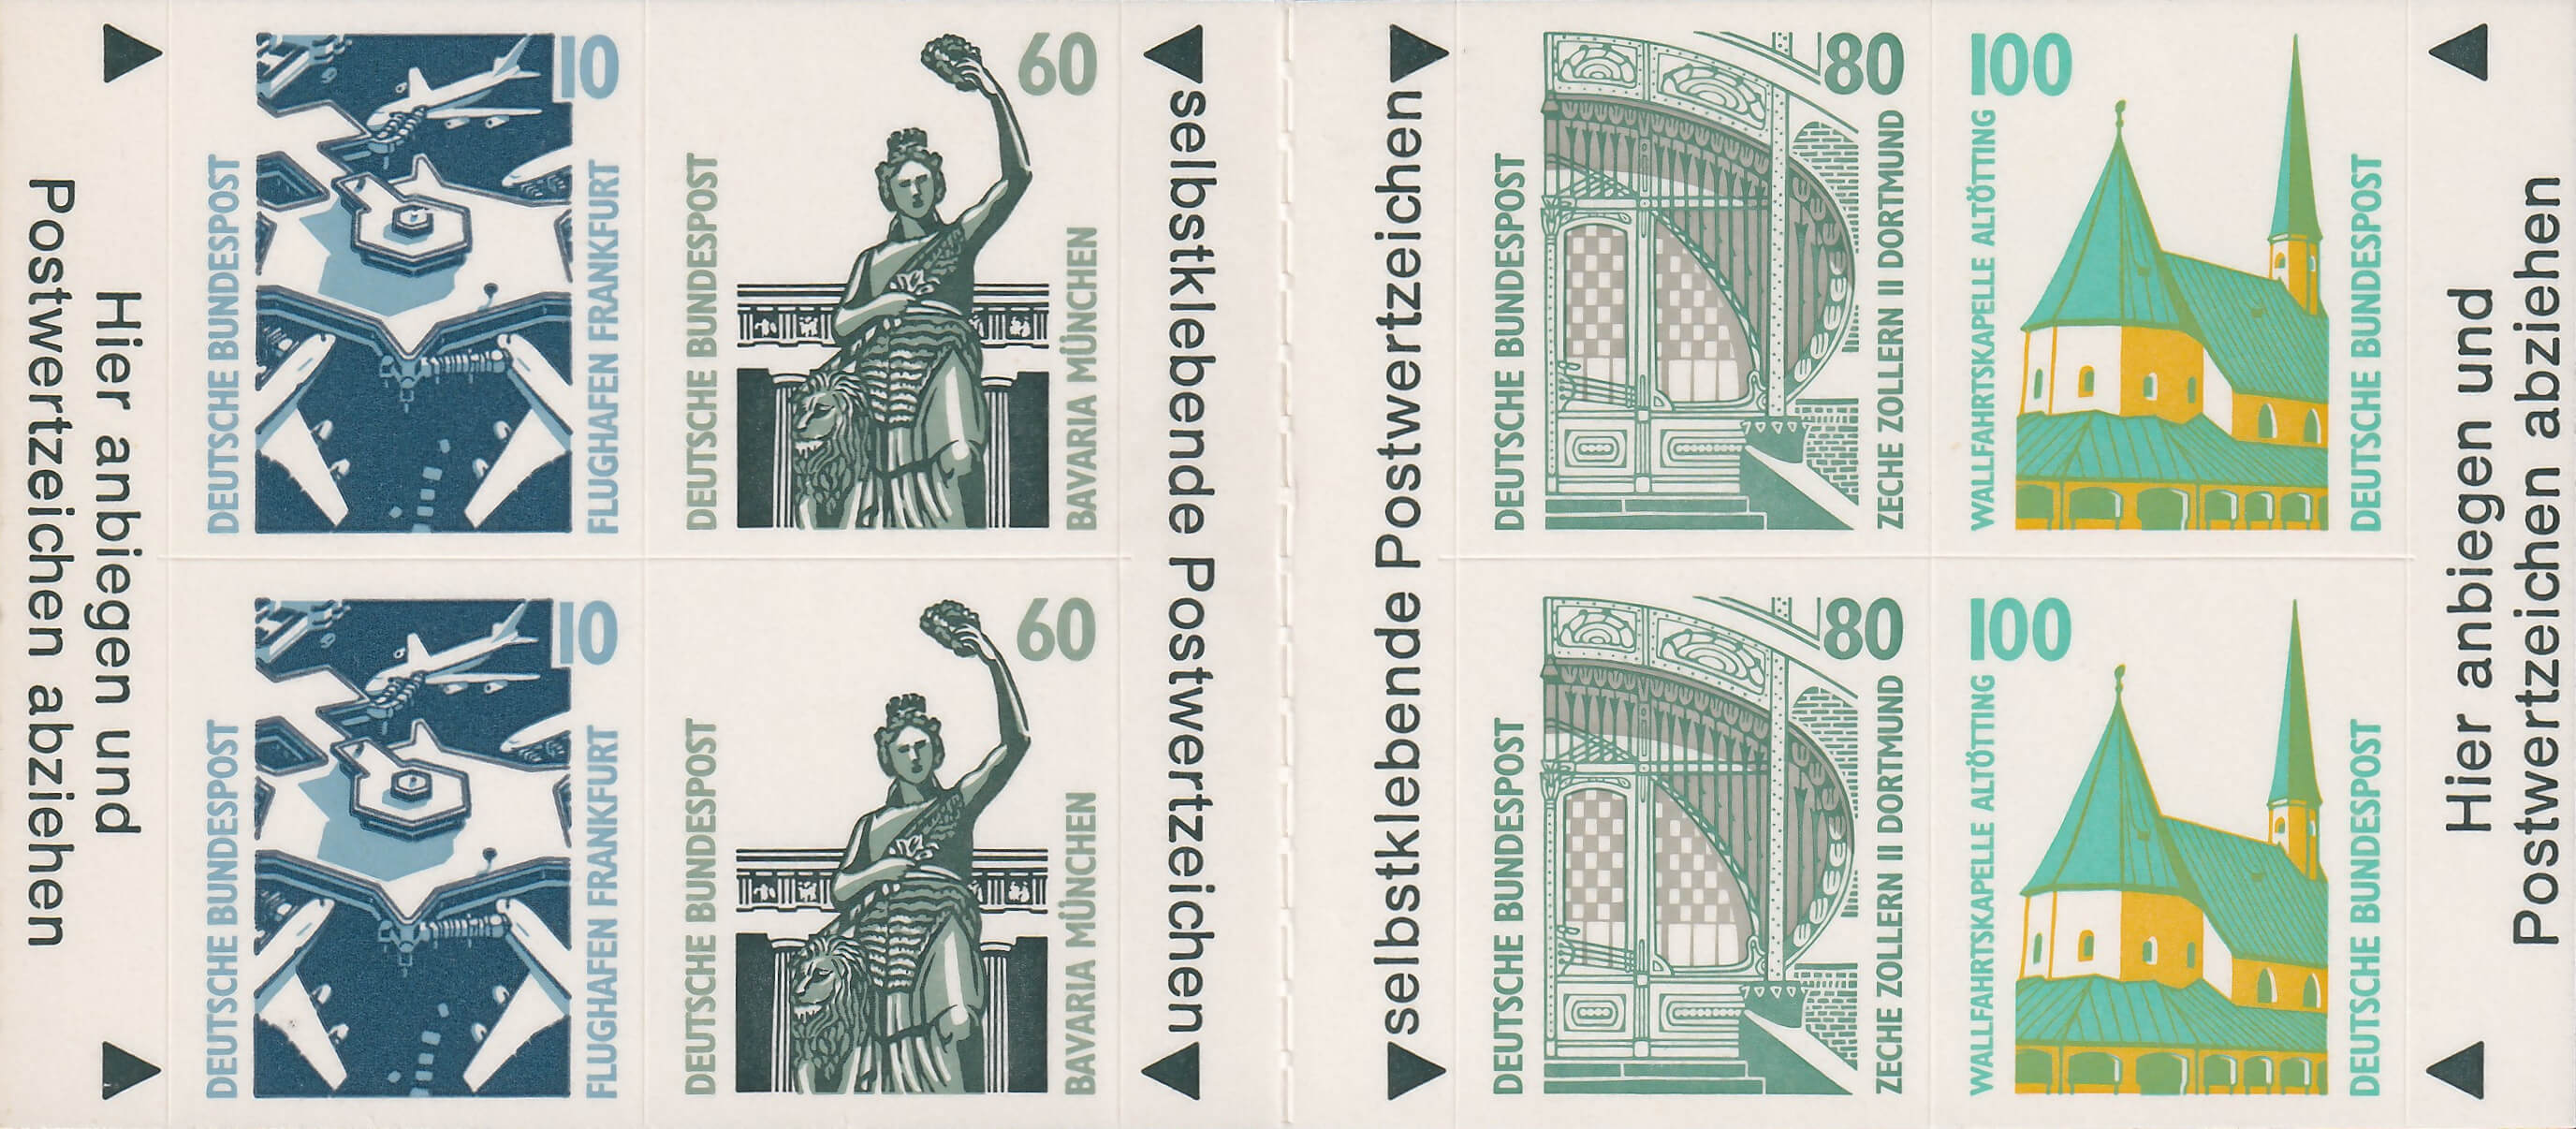 Hier anbiegen und
Postwertzeichen abziehen
DEUTSCHE BUNDESPOST
10
FLUGHAFEN FRANKFURT
DEUTSCHE BUNDESPOST
60
BAVARIA MÜNCHEN
DEUTSCHE BUNDESPOST
10
FLUGHAFEN FRANKFURT
DEUTSCHE BUNDESPOST
60
BAVARIA MÜNCHEN
selbstklebende Postwertzeichen
selbstklebende Postwertzeichen
DEUTSCHE BUNDESPOST
80
ZECHE ZOLLERN II DORTMUND
100
WALLFAHRTSKAPELLE ALTÖTTING
DEUTSCHE BUNDESPOST
DEUTSCHE BUNDESPOST
80
ZECHE ZOLLERN II DORTMUND
100
WALLFAHRTSKAPELLE ALTÖTTING
DEUTSCHE BUNDESPOST
Hier anbiegen und
Postwertzeichen abziehen